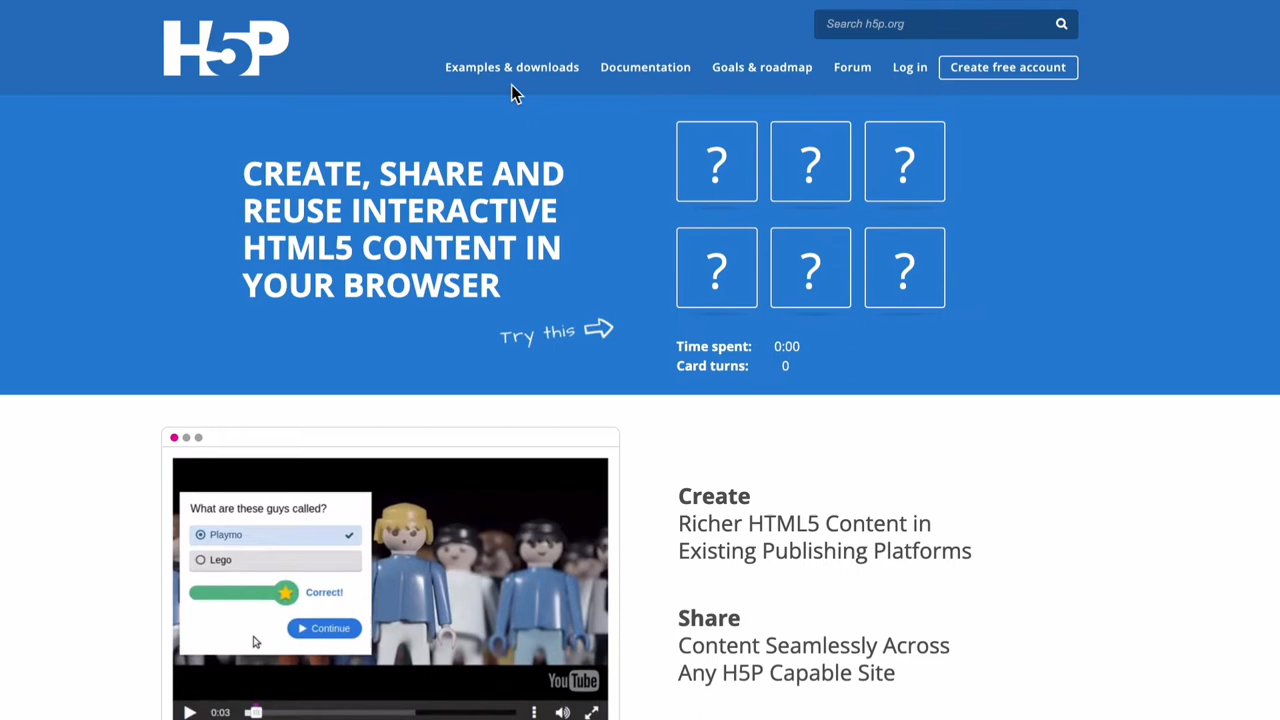 H5P
Search h5p.org
Examples & downloads
Documentation
Goals & roadmap
Forum
Log in
Create free account
CREATE, SHARE AND
REUSE INTERACTIVE
HTML5 CONTENT IN
YOUR BROWSER
Try this
? ? ?
? ? ?
Time spent: 0:00
Card turns: 0
What are these guys called?
Playmo
Lego
Correct!
Continue
YouTube
0:03
Create
Richer HTML5 Content in
Existing Publishing Platforms
Share
Content Seamlessly Across
Any H5P Capable Site